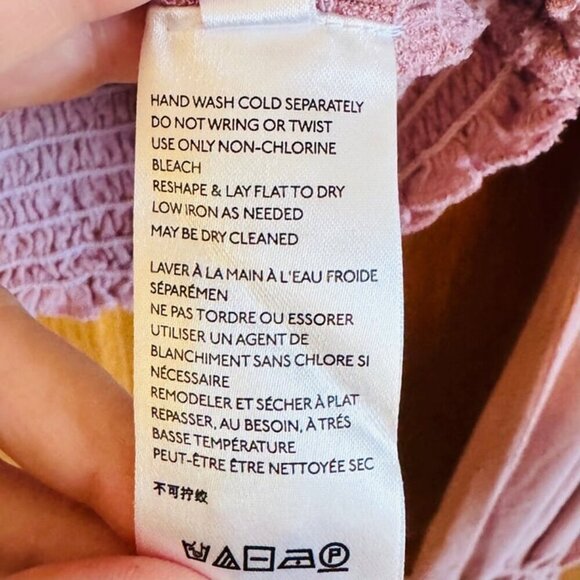 HAND WASH COLD SEPARATELY
DO NOT WRING OR TWIST
USE ONLY NON-CHLORINE
BLEACH
RESHAPE & LAY FLAT TO DRY
LOW IRON AS NEEDED
MAY BE DRY CLEANED
LAVER À LA MAIN À L'EAU FROIDE
SÉPARÉMEN
NE PAS TORDRE OU ESSORER
UTILISER UN AGENT DE
BLANCHIMENT SANS CHLORE SI
NÉCESSAIRE
REMODELER ET SÉCHER À PLAT
REPASSER, AU BESOIN, À TRÉS
BASSE TEMPÉRATURE
PEUT-ÊTRE ÊTRE NETTOYÉE SEC
不可拧绞
P